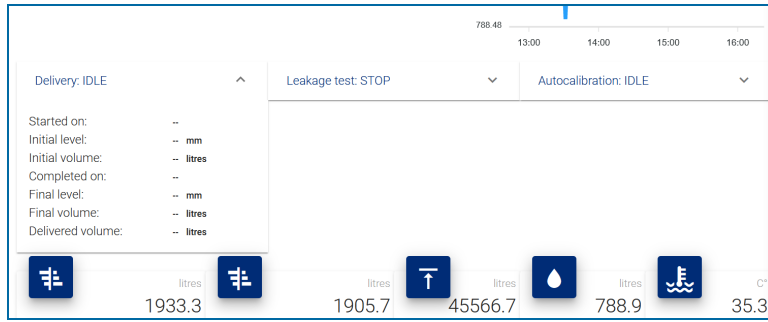 788.48
13:00 14:00 15:00 16:00
Delivery: IDLE Leakage test: STOP Autocalibration: IDLE
Started on: --
Initial level: -- mm
Initial volume: -- litres
Completed on: --
Final level: -- mm
Final volume: -- litres
Delivered volume: -- litres
litres litres litres litres C°
1933.3 1905.7 45566.7 788.9 35.3